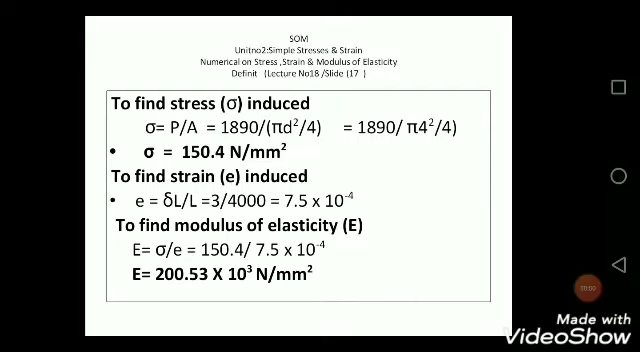 SOM
Unitno2:Simple Stresses & Strain
Numerical on Stress ,Strain & Modulus of Elasticity
Definit (Lecture No18 /Slide (17 )
To find stress (σ) induced
σ= P/A = 1890/(πd²/4) = 1890/ π4²/4)
• σ = 150.4 N/mm²
To find strain (e) induced
• e = δL/L =3/4000 = 7.5 x 10⁻⁴
To find modulus of elasticity (E)
E= σ/e = 150.4/ 7.5 x 10⁻⁴
E= 200.53 X 10³ N/mm²
00:00
Made with
VideoShow